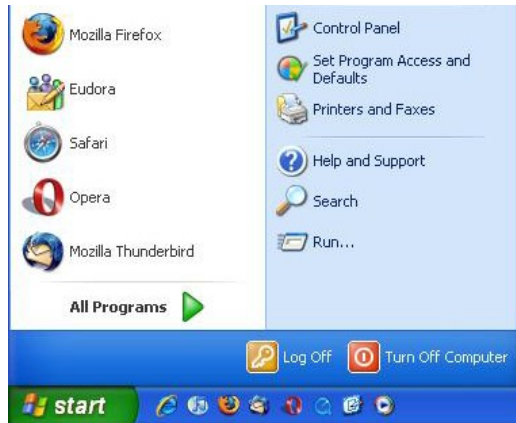 Mozilla Firefox
Eudora
Safari
Opera
Mozilla Thunderbird
All Programs
Control Panel
Set Program Access and
Defaults
Printers and Faxes
Help and Support
Search
Run...
Log Off
Turn Off Computer
start